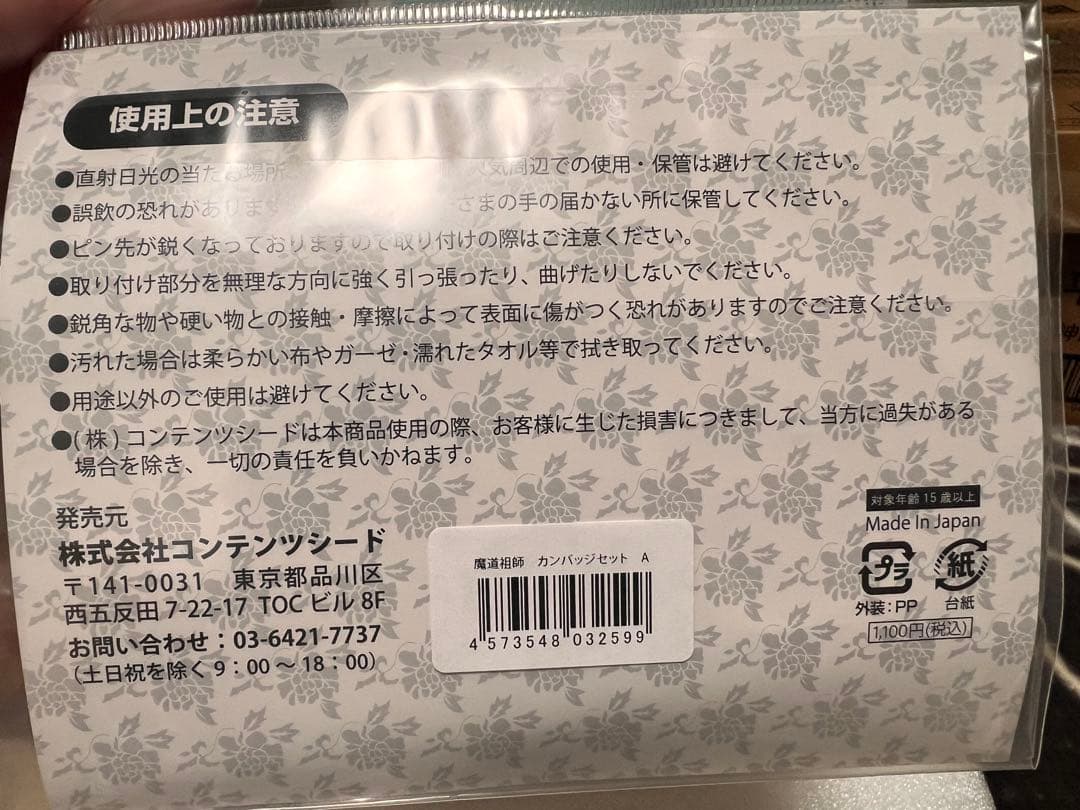 使用上の注意
●直射日光の当たる場所 気周辺での使用・保管は避けてください。
●誤飲の恐れがあります さまの手の届かない所に保管してください。
●ピン先が鋭くなっておりますので取り付けの際はご注意ください。
●取り付け部分を無理な方向に強く引っ張ったり、曲げたりしないでください。
●鋭角な物や硬い物との接触・摩擦によって表面に傷がつく恐れがありますのでご注意ください。
●汚れた場合は柔らかい布やガーゼ・濡れたタオル等で拭き取ってください。
●用途以外のご使用は避けてください。
●(株)コンテンツシードは本商品使用の際、お客様に生じた損害につきまして、当方に過失がある
場合を除き、一切の責任を負いかねます。
発売元
株式会社コンテンツシード
〒141-0031 東京都品川区
西五反田 7-22-17 TOC ビル 8F
お問い合わせ：03-6421-7737
(土日祝を除く 9：00～18：00)
魔道祖師 カンバッジセット A
4 573548 032599
対象年齢 15 歳以上
Made In Japan
プラ 紙
外装：PP 台紙
1,100円(税込)